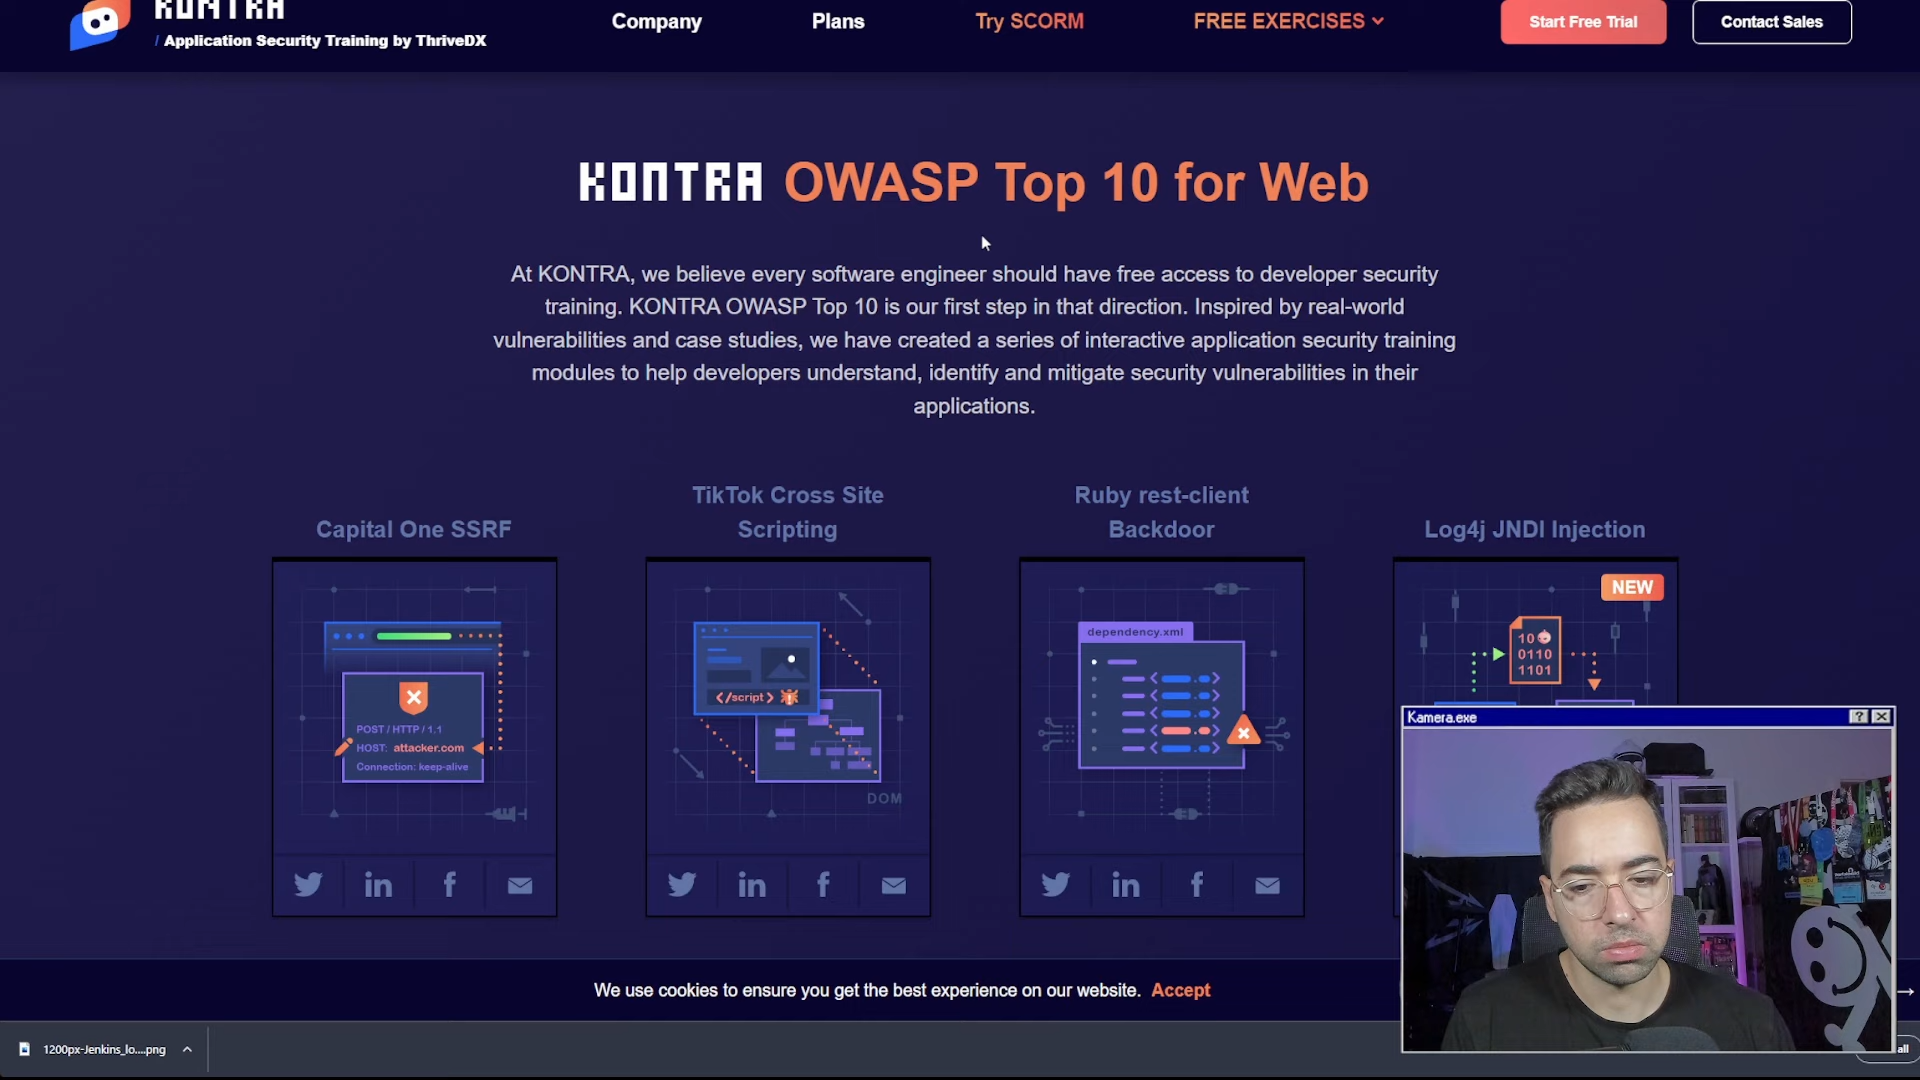 KONTRA
/ Application Security Training by ThriveDX
Company
Plans
Try SCORM
FREE EXERCISES
Start Free Trial
Contact Sales
KONTRA OWASP Top 10 for Web
At KONTRA, we believe every software engineer should have free access to developer security
training. KONTRA OWASP Top 10 is our first step in that direction. Inspired by real-world
vulnerabilities and case studies, we have created a series of interactive application security training
modules to help developers understand, identify and mitigate security vulnerabilities in their
applications.
Capital One SSRF
TikTok Cross Site
Scripting
Ruby rest-client
Backdoor
Log4j JNDI Injection
POST / HTTP / 1.1
HOST: attacker.com
Connection: keep-alive
</script>
DOM
dependency.xml
NEW
10
0110
1101
Kamera.exe
We use cookies to ensure you get the best experience on our website. Accept
1200px-Jenkins_lo....png
all